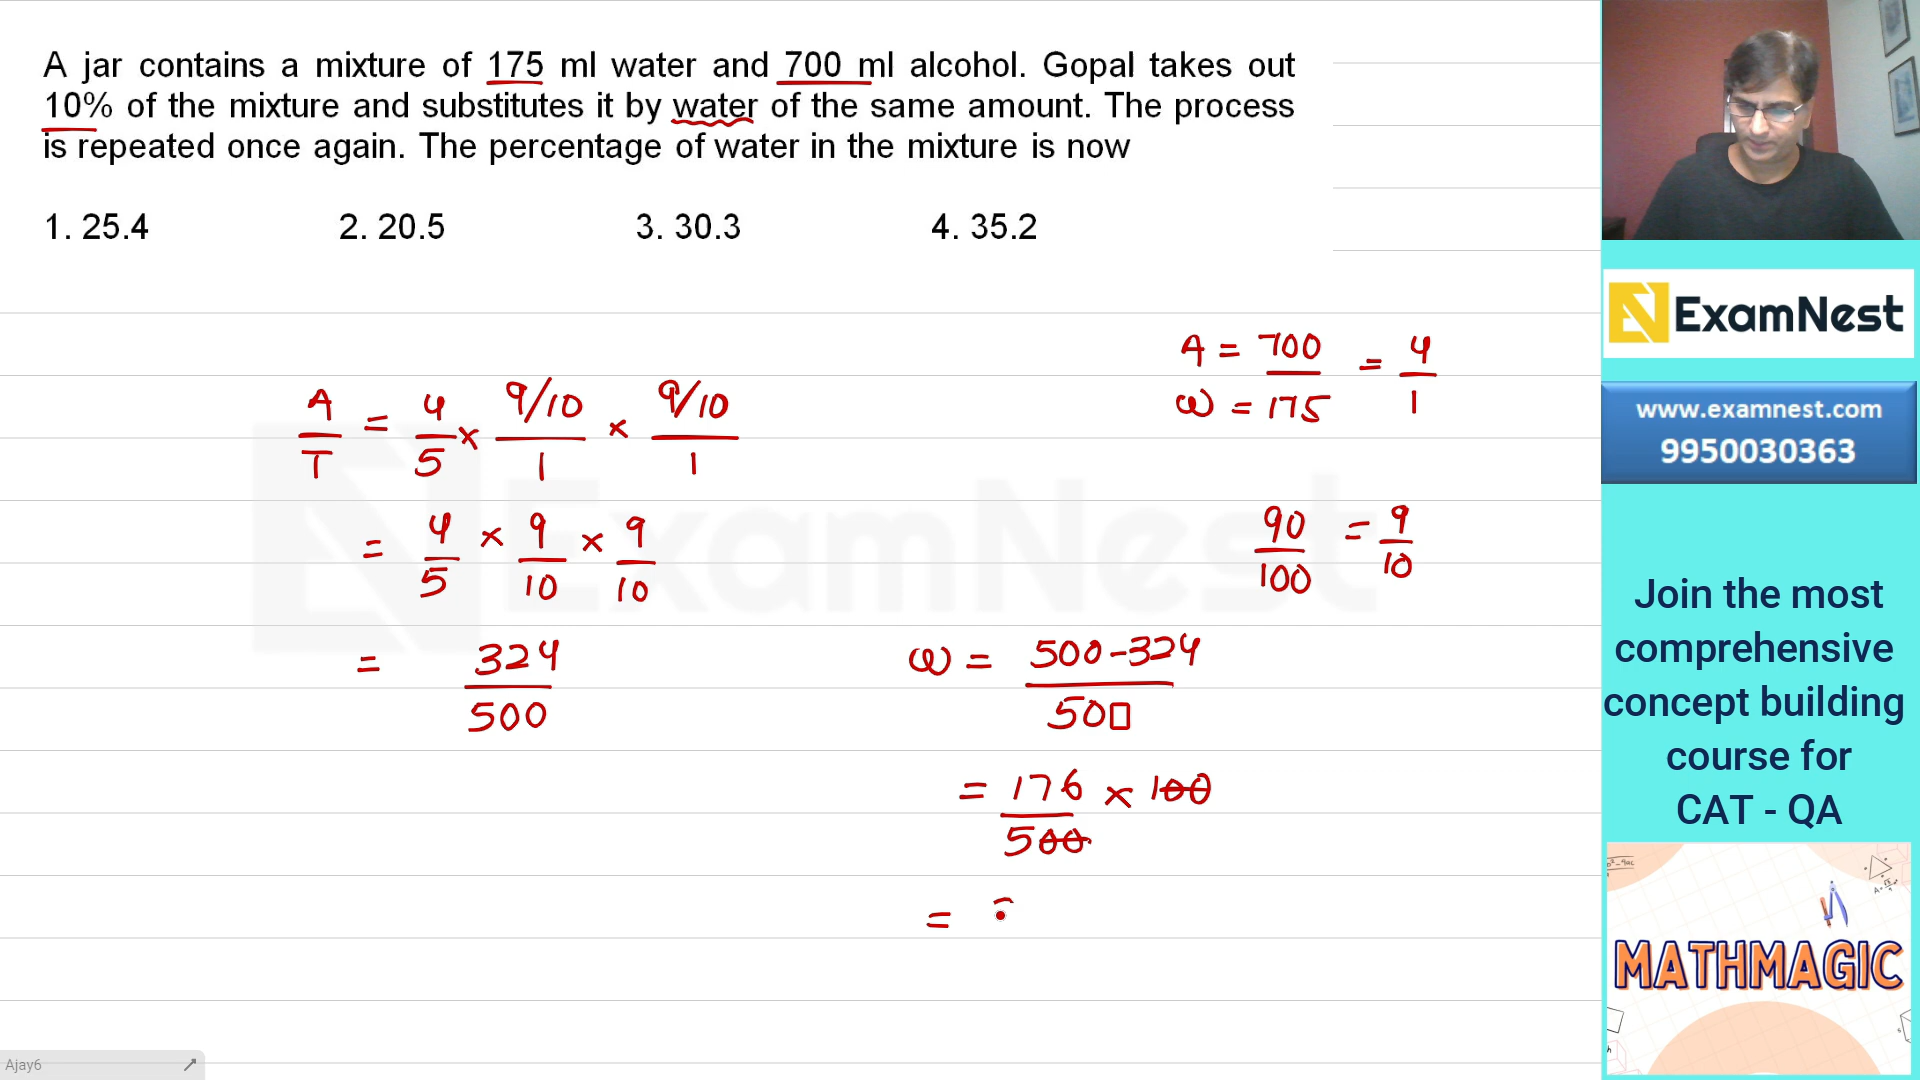 A jar contains a mixture of 175 ml water and 700 ml alcohol. Gopal takes out
10% of the mixture and substitutes it by water of the same amount. The process
is repeated once again. The percentage of water in the mixture is now
1. 25.4 2. 20.5 3. 30.3 4. 35.2
A/T = 4/5 × (9/10)/1 × (9/10)/1
= 4/5 × 9/10 × 9/10
= 324/500
A = 700
W = 175
= 4/1
90/100 = 9/10
W = (500-324)/500
= 176/500 × 100
=
ExamNest
ExamNest
www.examnest.com
9950030363
Join the most
comprehensive
concept building
course for
CAT - QA
MATHMAGIC
Ajay6